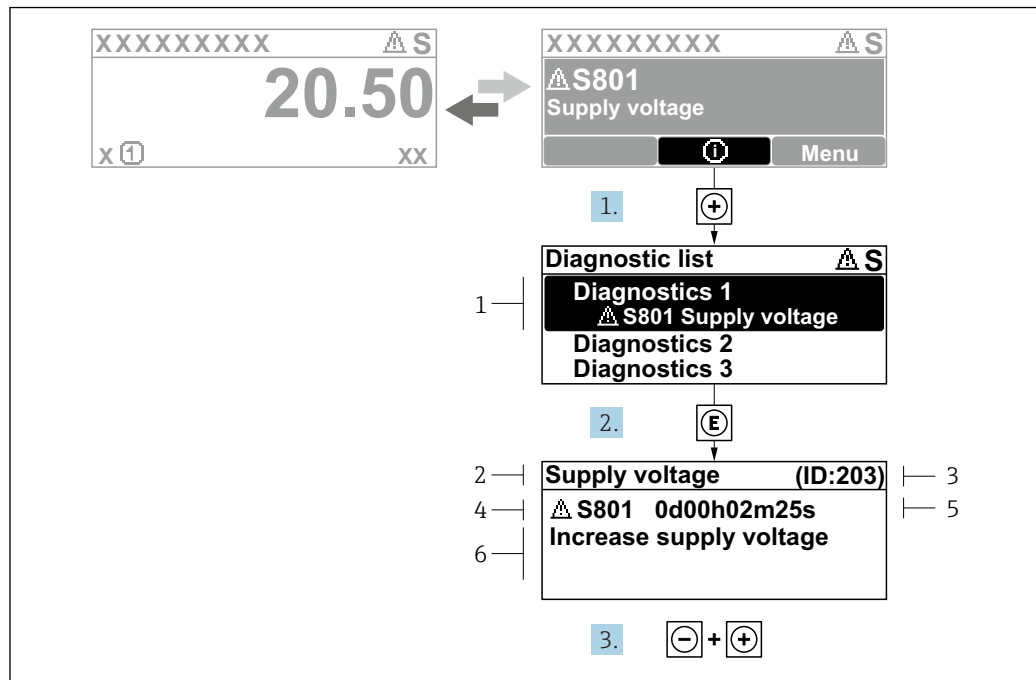 XXXXXXXXX ⚠ S
20.50
X ① XX
XXXXXXXXX ⚠ S
⚠ S801
Supply voltage
ⓘ Menu
1. +
Diagnostic list ⚠ S
1
Diagnostics 1
⚠ S801 Supply voltage
Diagnostics 2
Diagnostics 3
2. E
2 Supply voltage (ID:203) 3
4 ⚠ S801 0d00h02m25s 5
6 Increase supply voltage
3. − + +